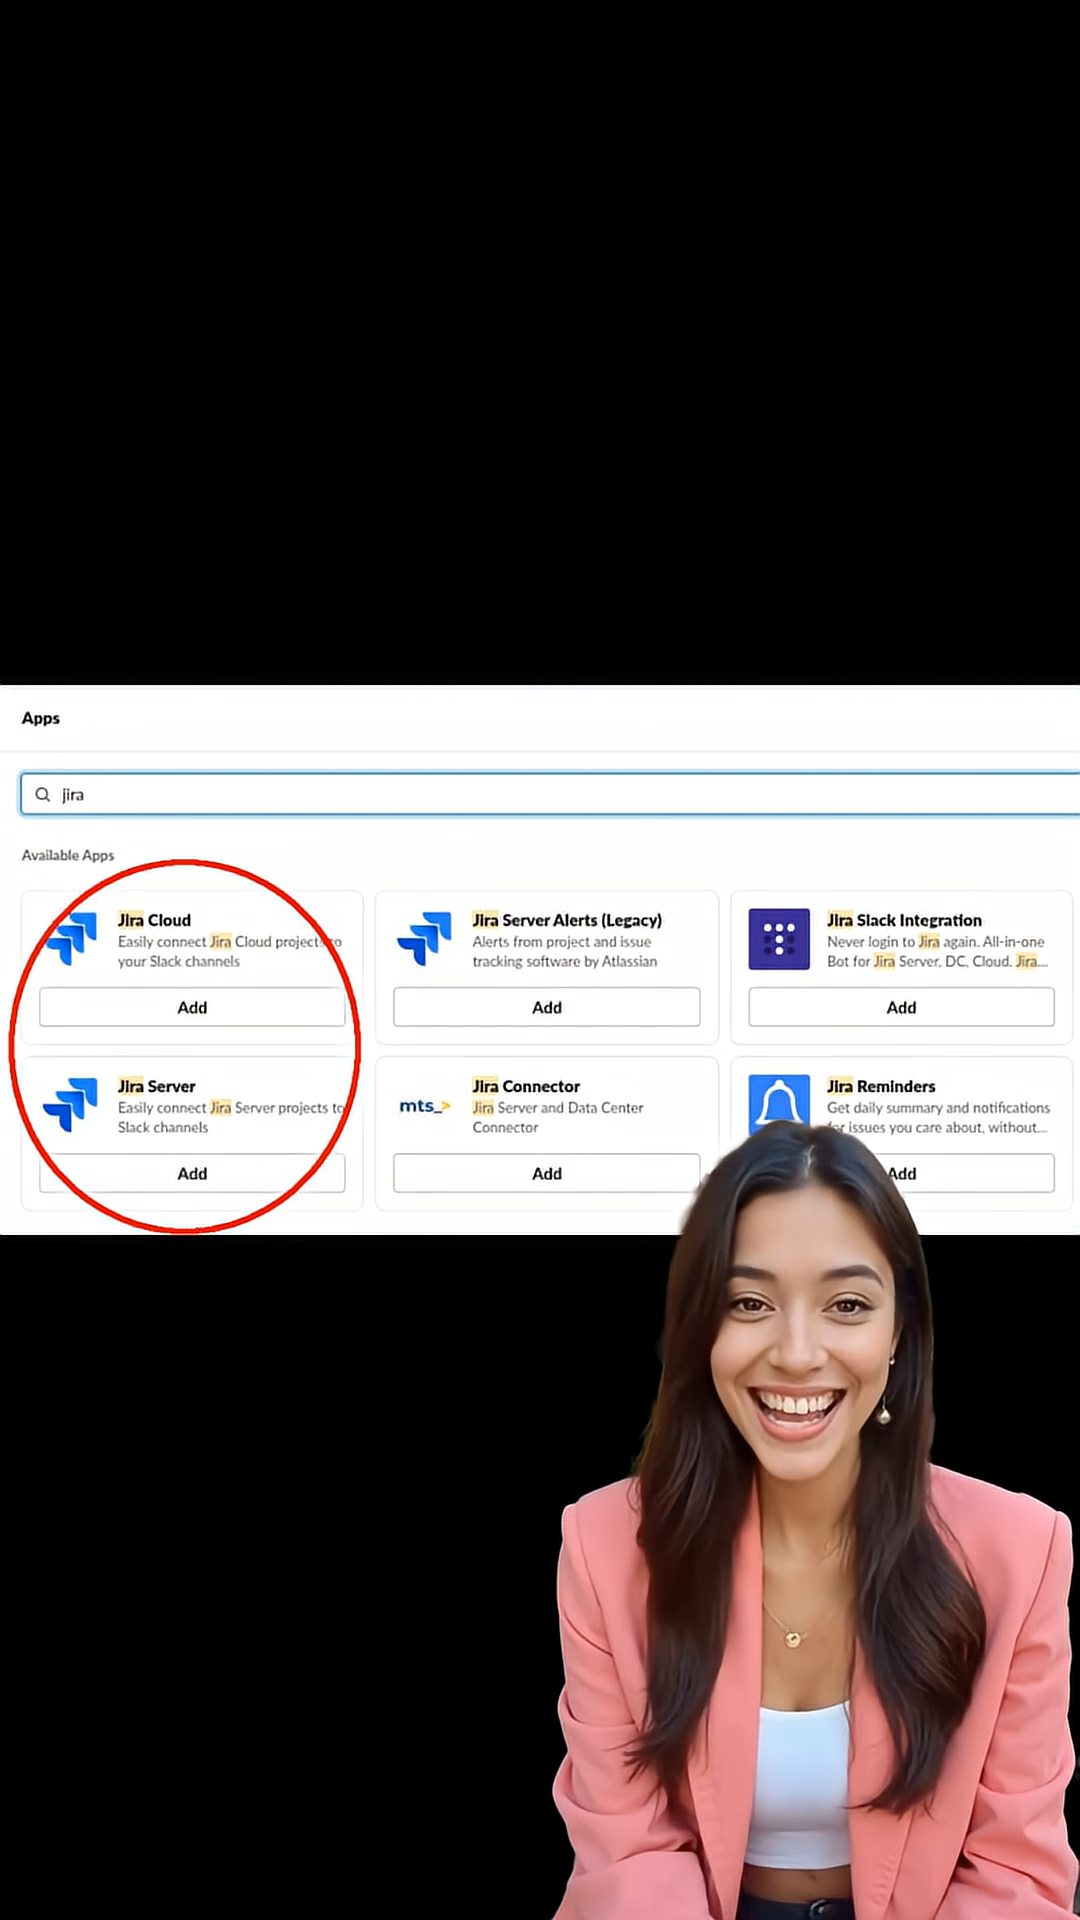 Apps
jira
Available Apps
Jira Cloud
Easily connect Jira Cloud projects to
your Slack channels
Add
Jira Server Alerts (Legacy)
Alerts from project and issue
tracking software by Atlassian
Add
Jira Slack Integration
Never login to Jira again. All-in-one
Bot for Jira Server, DC, Cloud. Jira...
Add
Jira Server
Easily connect Jira Server projects to
Slack channels
Add
mts_>
Jira Connector
Jira Server and Data Center
Connector
Add
Jira Reminders
Get daily summary and notifications
for issues you care about, without...
Add